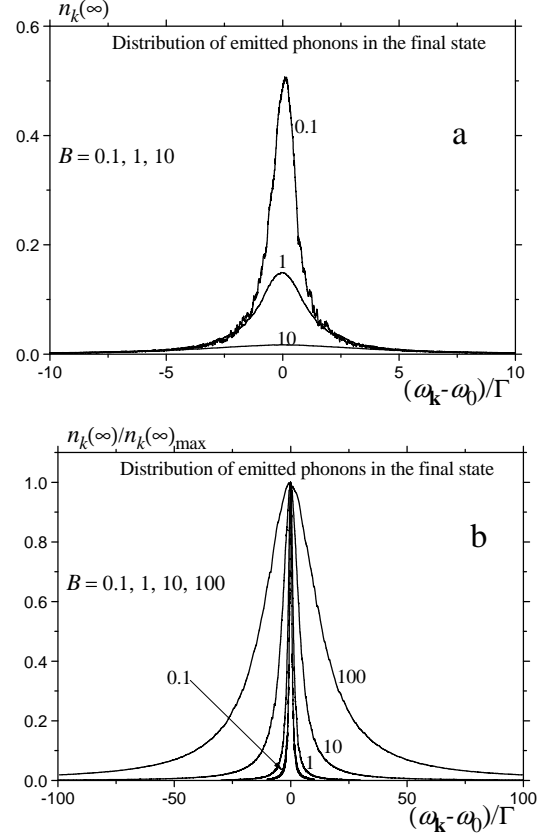 n_k(∞)
Distribution of emitted phonons in the final state
0.6
0.4
0.2
0.0
B = 0.1, 1, 10
0.1
1
10
a
-10 -5 0 5 10
(ω_k-ω_0)/Γ
n_k(∞)/n_k(∞)_max
Distribution of emitted phonons in the final state
1.0
0.8
0.6
0.4
0.2
0.0
B = 0.1, 1, 10, 100
0.1
100
10
1
b
-100 -50 0 50 100
(ω_k-ω_0)/Γ